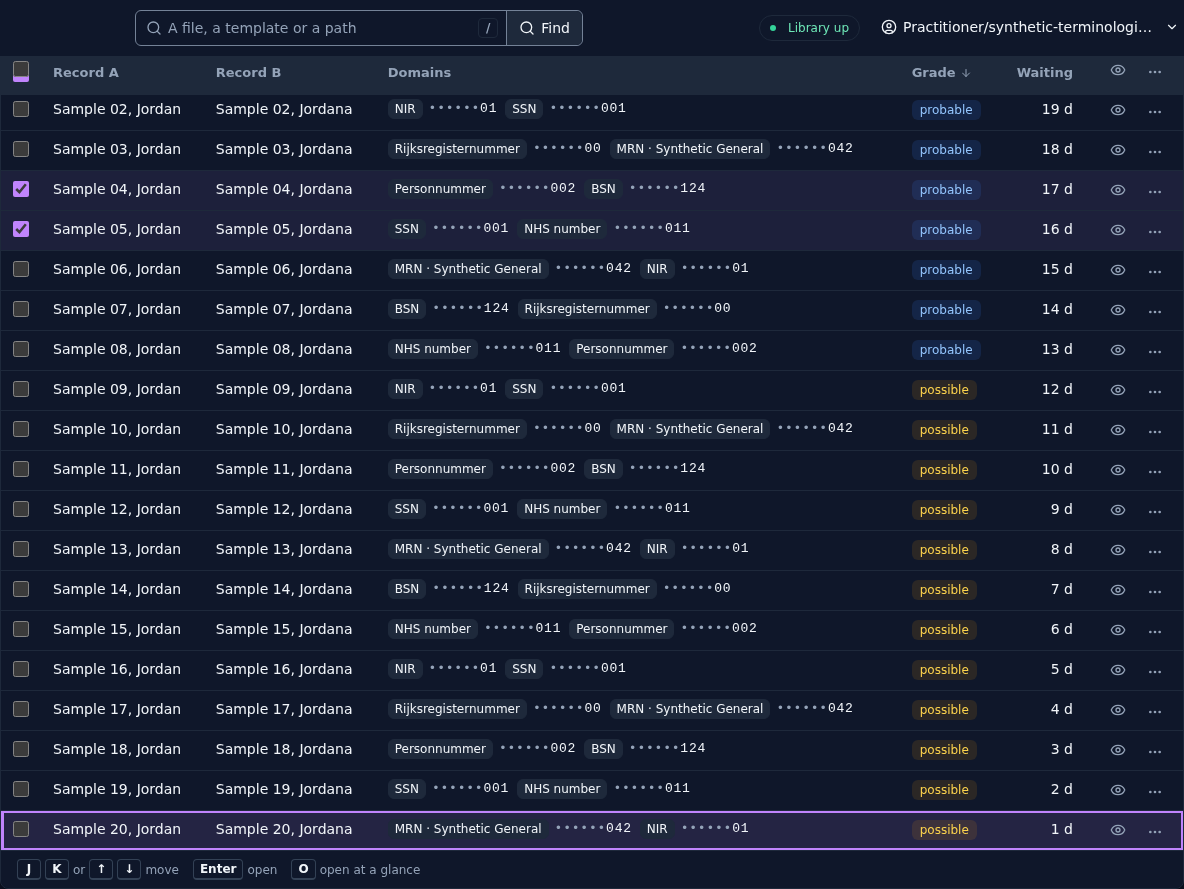 A file, a template or a path / Find Library up Practitioner/synthetic-terminologi...
Record A Record B Domains Grade ↓ Waiting ...
Sample 02, Jordan Sample 02, Jordana NIR ••••••01 SSN ••••••001 probable 19 d ...
Sample 03, Jordan Sample 03, Jordana Rijksregisternummer ••••••00 MRN · Synthetic General ••••••042 probable 18 d ...
Sample 04, Jordan Sample 04, Jordana Personnummer ••••••002 BSN ••••••124 probable 17 d ...
Sample 05, Jordan Sample 05, Jordana SSN ••••••001 NHS number ••••••011 probable 16 d ...
Sample 06, Jordan Sample 06, Jordana MRN · Synthetic General ••••••042 NIR ••••••01 probable 15 d ...
Sample 07, Jordan Sample 07, Jordana BSN ••••••124 Rijksregisternummer ••••••00 probable 14 d ...
Sample 08, Jordan Sample 08, Jordana NHS number ••••••011 Personnummer ••••••002 probable 13 d ...
Sample 09, Jordan Sample 09, Jordana NIR ••••••01 SSN ••••••001 possible 12 d ...
Sample 10, Jordan Sample 10, Jordana Rijksregisternummer ••••••00 MRN · Synthetic General ••••••042 possible 11 d ...
Sample 11, Jordan Sample 11, Jordana Personnummer ••••••002 BSN ••••••124 possible 10 d ...
Sample 12, Jordan Sample 12, Jordana SSN ••••••001 NHS number ••••••011 possible 9 d ...
Sample 13, Jordan Sample 13, Jordana MRN · Synthetic General ••••••042 NIR ••••••01 possible 8 d ...
Sample 14, Jordan Sample 14, Jordana BSN ••••••124 Rijksregisternummer ••••••00 possible 7 d ...
Sample 15, Jordan Sample 15, Jordana NHS number ••••••011 Personnummer ••••••002 possible 6 d ...
Sample 16, Jordan Sample 16, Jordana NIR ••••••01 SSN ••••••001 possible 5 d ...
Sample 17, Jordan Sample 17, Jordana Rijksregisternummer ••••••00 MRN · Synthetic General ••••••042 possible 4 d ...
Sample 18, Jordan Sample 18, Jordana Personnummer ••••••002 BSN ••••••124 possible 3 d ...
Sample 19, Jordan Sample 19, Jordana SSN ••••••001 NHS number ••••••011 possible 2 d ...
Sample 20, Jordan Sample 20, Jordana MRN · Synthetic General ••••••042 NIR ••••••01 possible 1 d ...
J K or ↑ ↓ move Enter open O open at a glance